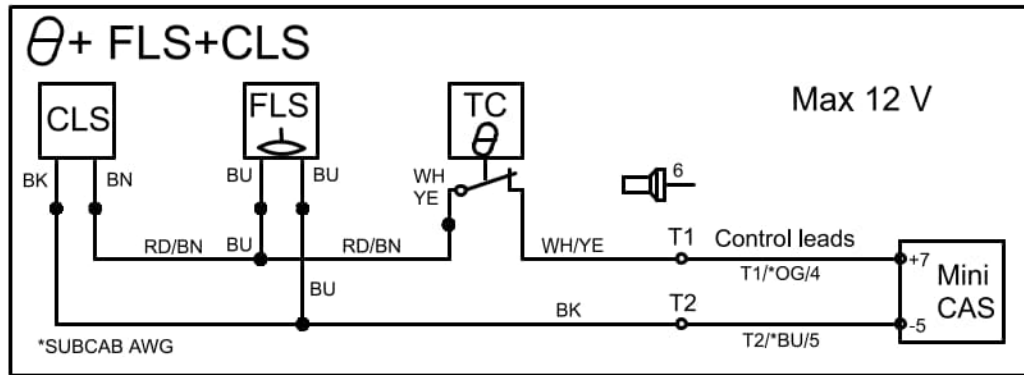 θ+ FLS+CLS
CLS
FLS
TC
θ
Max 12 V
BK
BN
BU
BU
WH
YE
6
RD/BN
BU
RD/BN
WH/YE
T1
Control leads
T1/*OG/4
+7
Mini
CAS
BU
BK
T2
-5
T2/*BU/5
*SUBCAB AWG